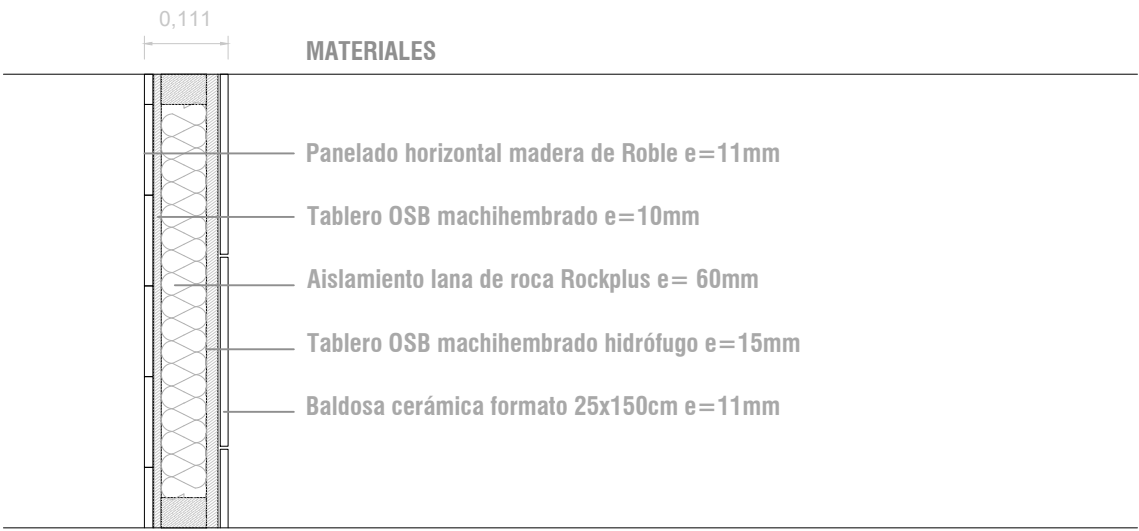 0,111
MATERIALES
Panelado horizontal madera de Roble e=11mm
Tablero OSB machihembrado e=10mm
Aislamiento lana de roca Rockplus e= 60mm
Tablero OSB machihembrado hidrófugo e=15mm
Baldosa cerámica formato 25x150cm e=11mm